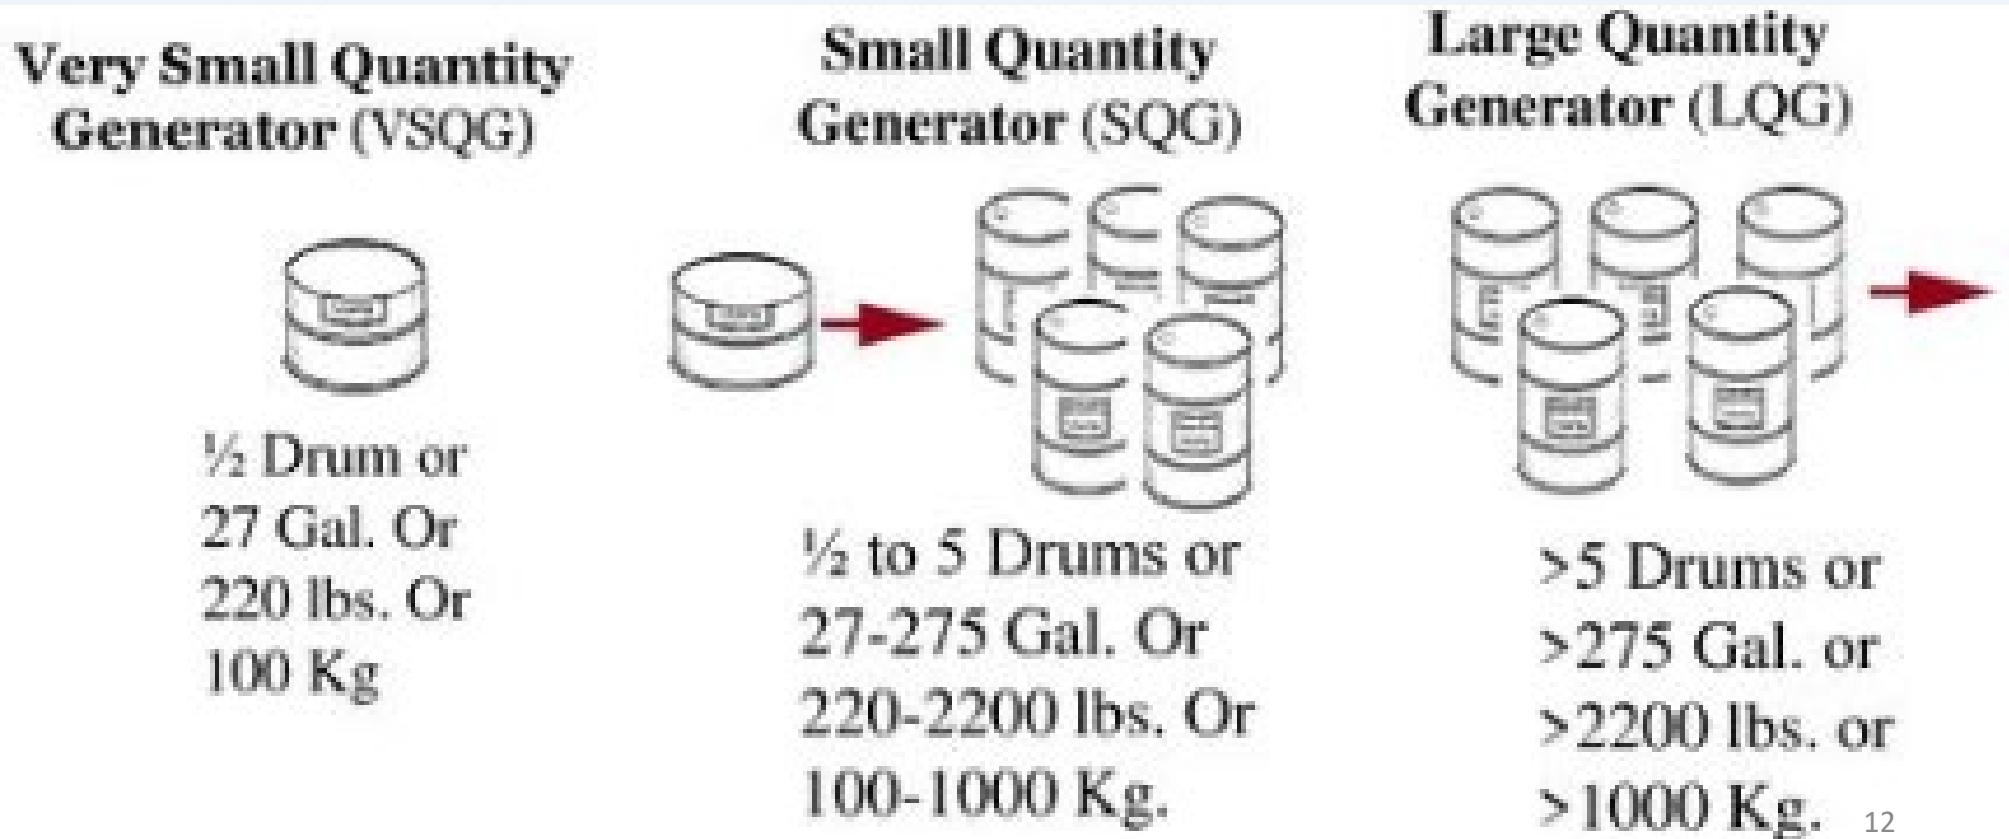 Very Small Quantity
Generator (VSQG)
½ Drum or
27 Gal. Or
220 lbs. Or
100 Kg
Small Quantity
Generator (SQG)
½ to 5 Drums or
27-275 Gal. Or
220-2200 lbs. Or
100-1000 Kg.
Large Quantity
Generator (LQG)
>5 Drums or
>275 Gal. or
>2200 lbs. or
>1000 Kg.
12